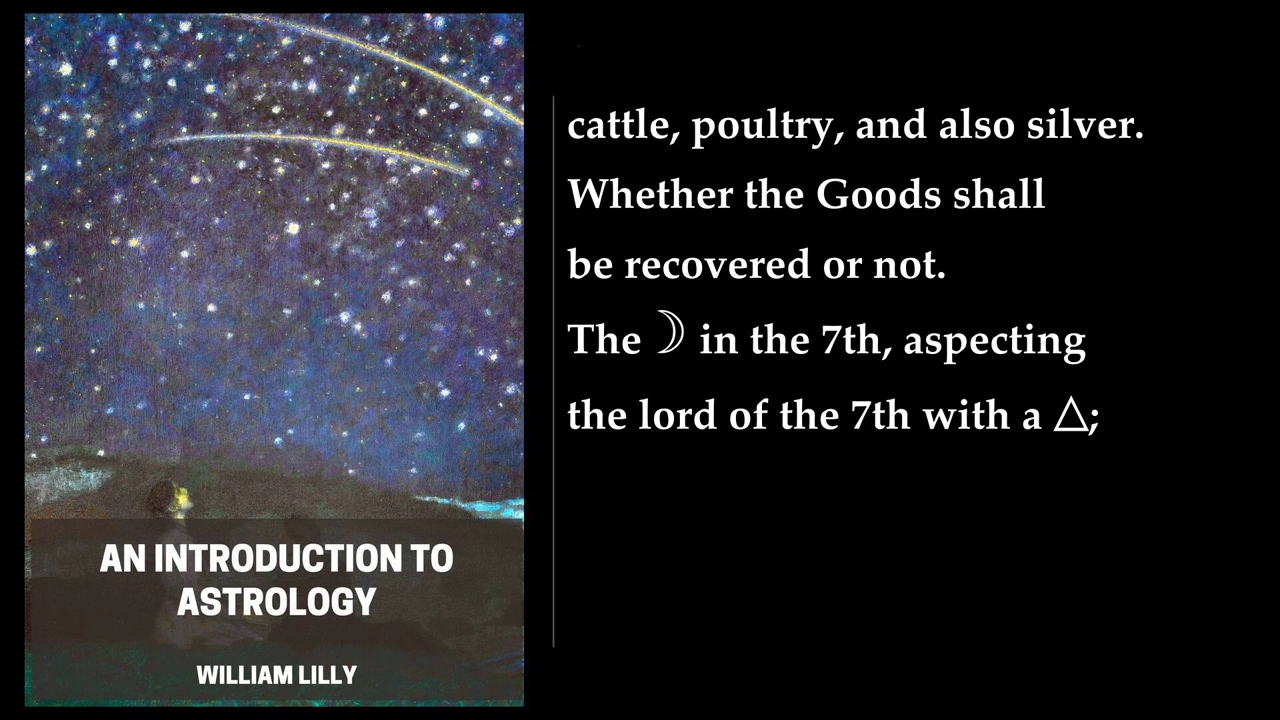 AN INTRODUCTION TO
ASTROLOGY
WILLIAM LILLY
cattle, poultry, and also silver.
Whether the Goods shall
be recovered or not.
The ☽ in the 7th, aspecting
the lord of the 7th with a △;